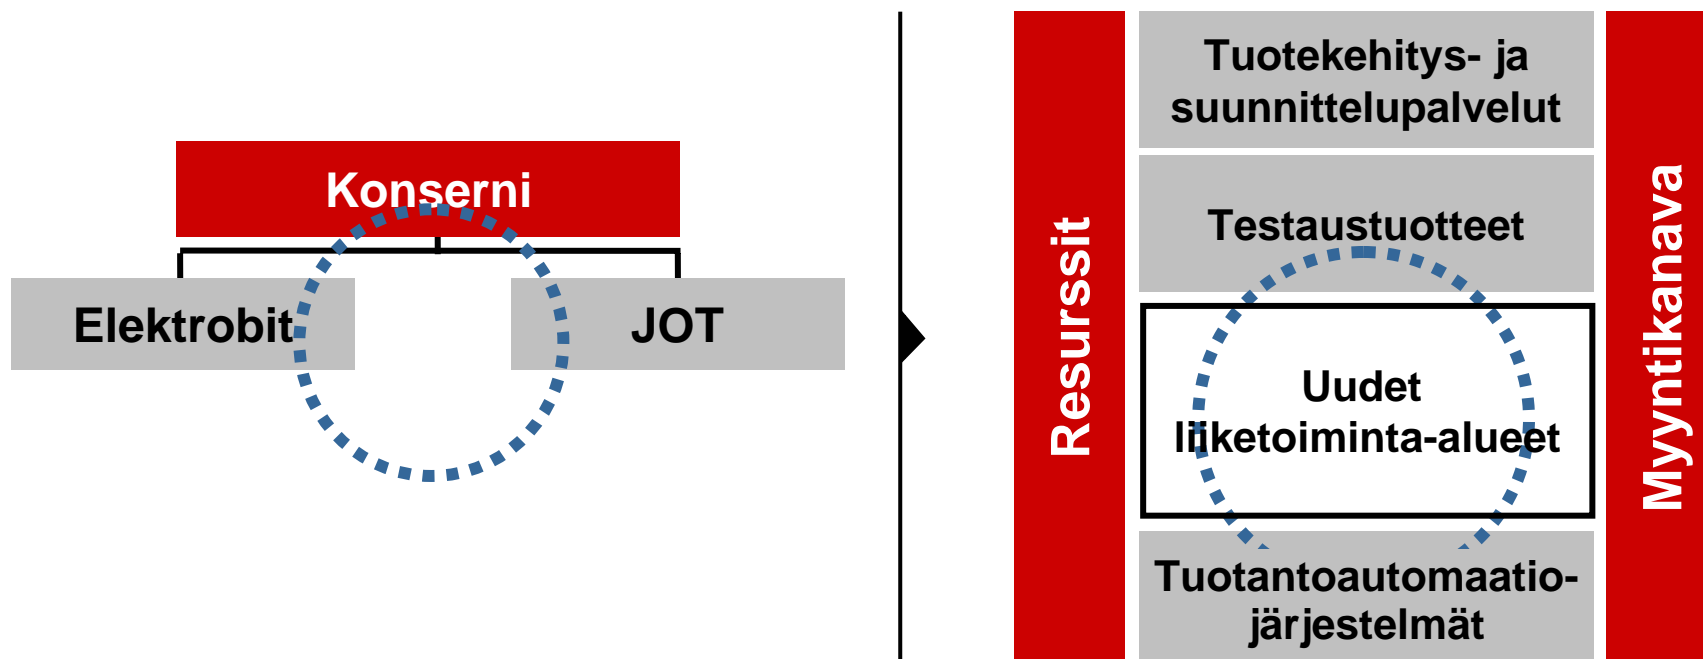 Konserni
Elektrobit
JOT
Resurssit
Tuotekehitys- ja
suunnittelupalvelut
Testaustuotteet
Uudet
liiketoiminta-alueet
Tuotantoautomaatio-
järjestelmät
Myyntikanava